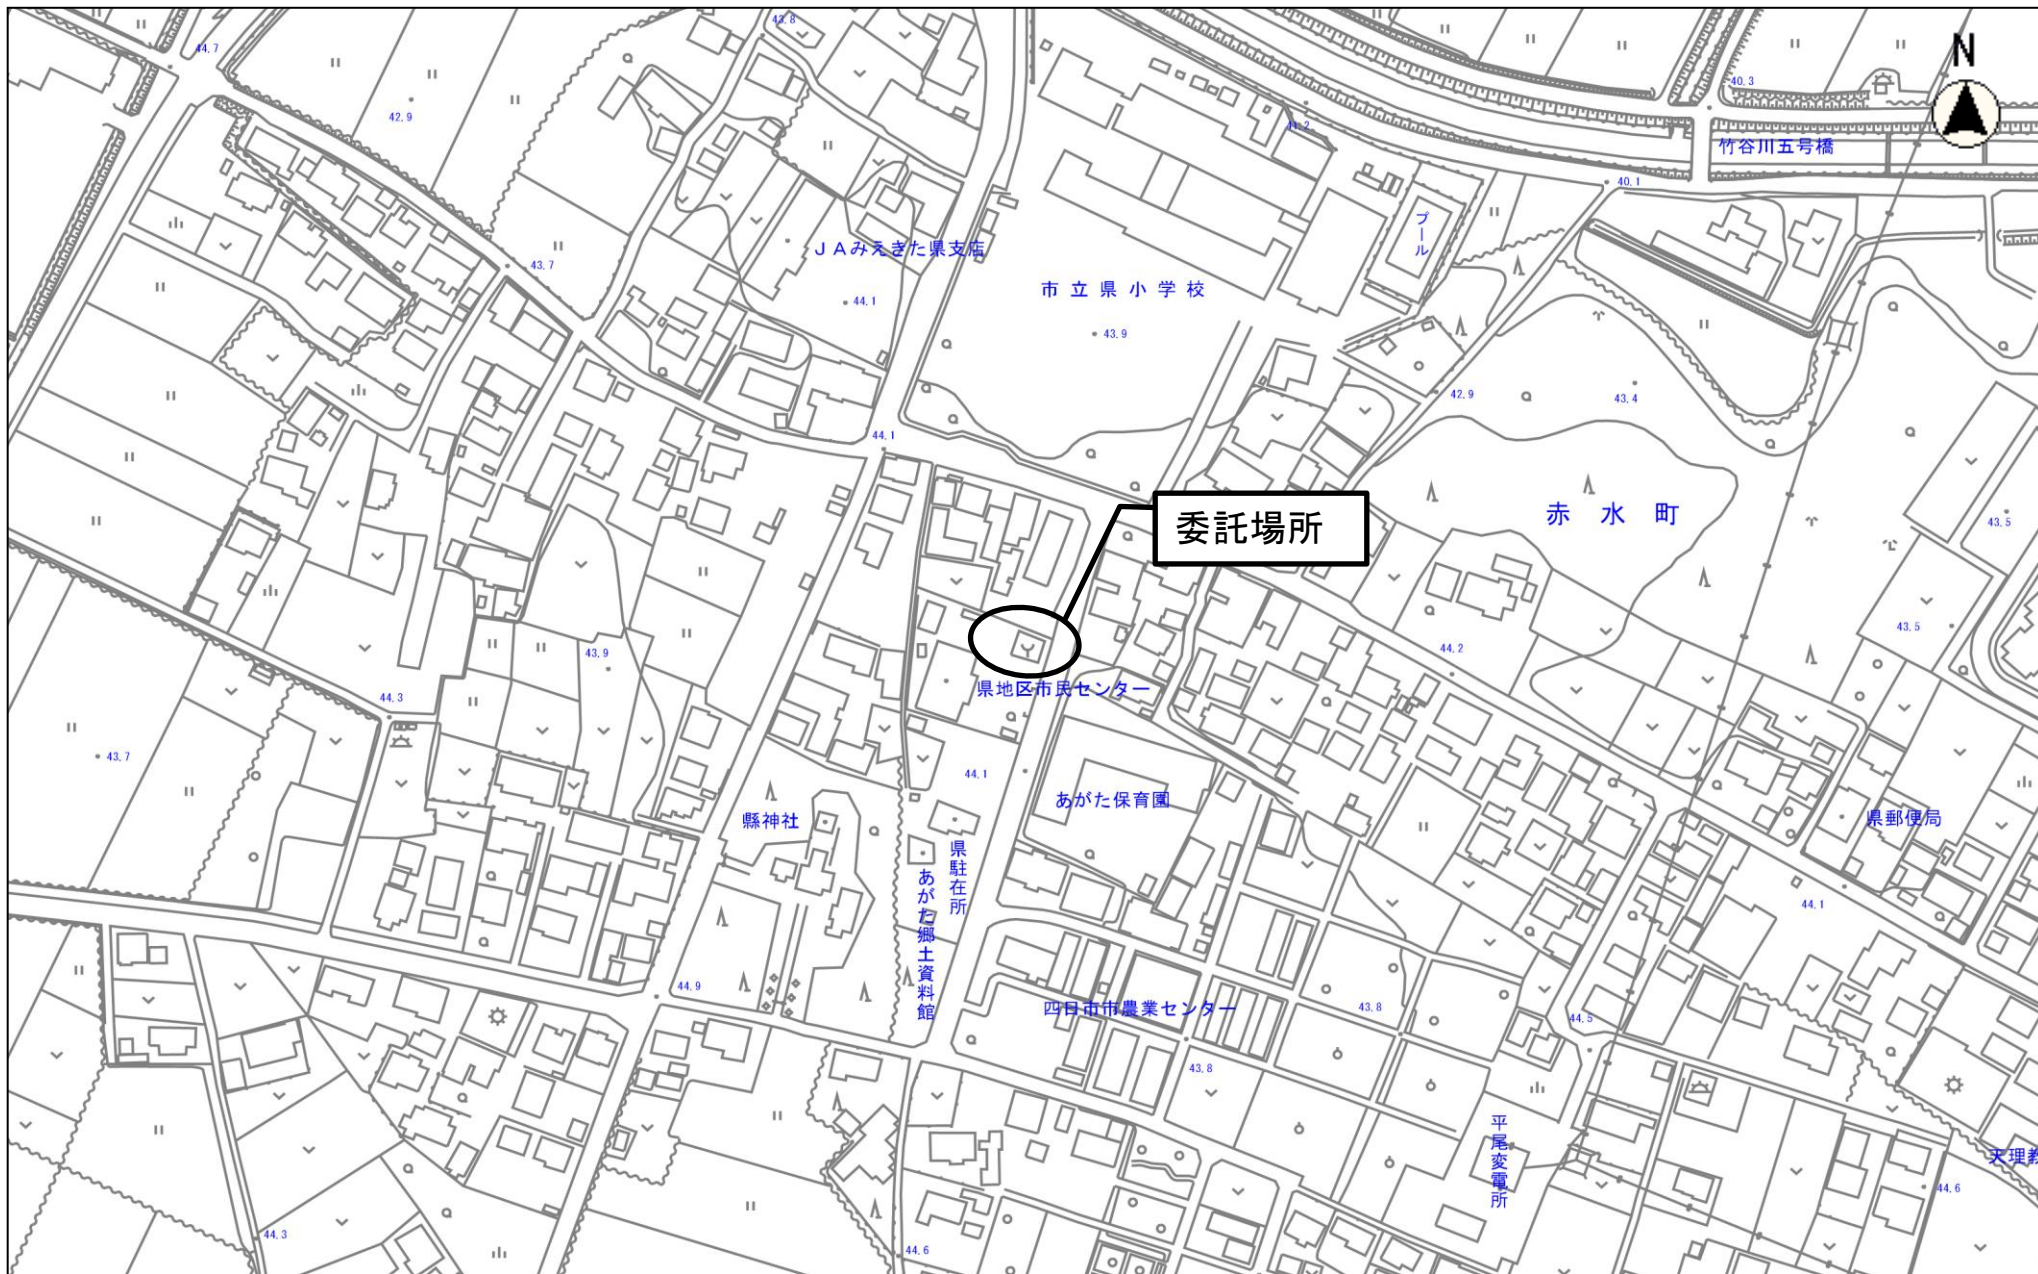 43.8
44.7
N
40.3
42.9
41.2
竹谷川五号橋
40.1
プール
JAみえきた県支店
43.7
市立県小学校
44.1
43.9
42.9
43.4
44.1
赤水町
43.5
委託場所
43.5
43.9
44.2
県地区市民センター
44.3
43.7
44.1
あがた保育園
縣神社
県郵便局
県駐在所
あがた郷土資料館
44.1
44.9
四日市市農業センター
43.8
44.5
43.8
平尾変電所
天理教
44.6
44.3
44.6